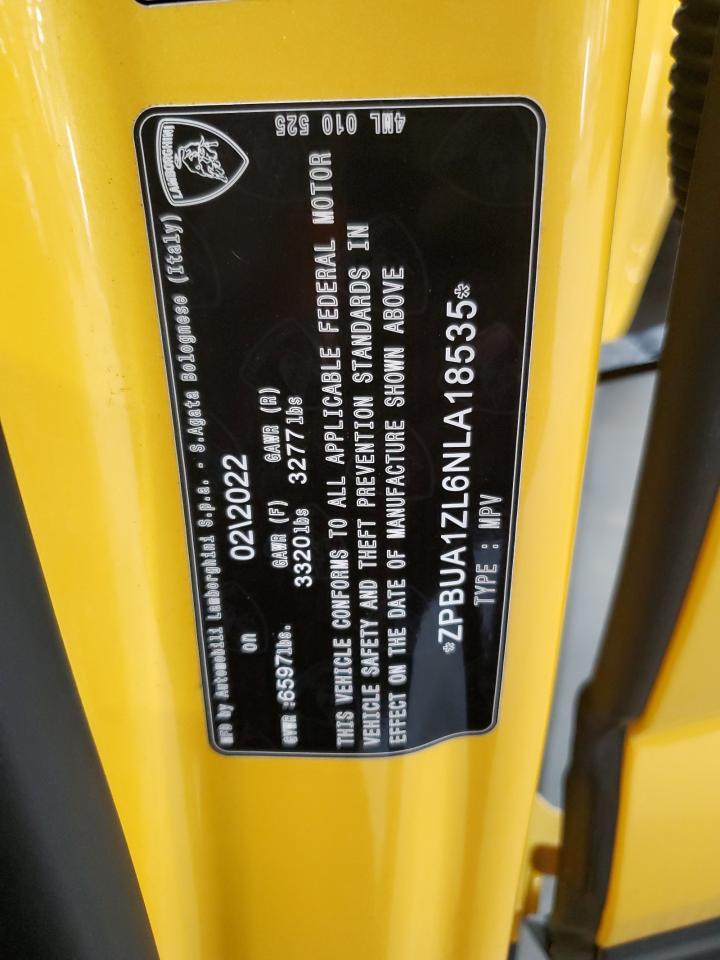 LAMBORGHINI
4ML 010 525
MFD by Automobili Lamborghini S.p.a. - S.Agata Bolognese (Italy)
on 02\2022
GAWR (F) GAWR (R)
GVWR :6597lbs. 3320lbs 3277lbs
THIS VEHICLE CONFORMS TO ALL APPLICABLE FEDERAL MOTOR
VEHICLE SAFETY AND THEFT PREVENTION STANDARDS IN
EFFECT ON THE DATE OF MANUFACTURE SHOWN ABOVE
*ZPBUA1ZL6NLA18535*
TYPE : MPV